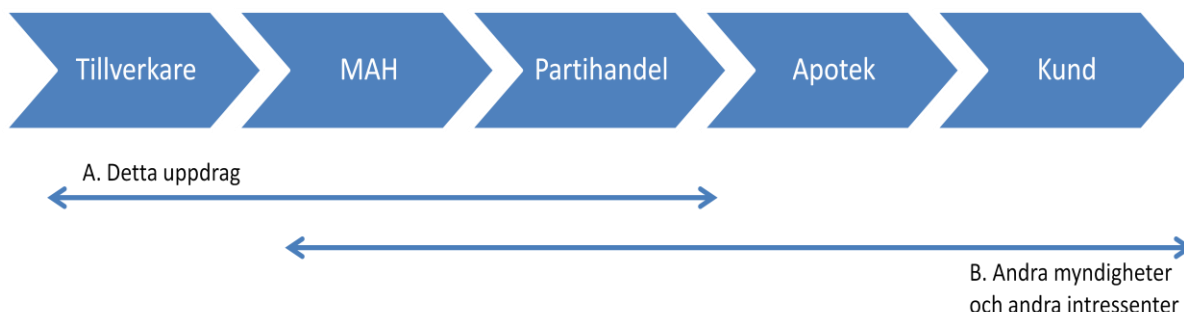 Tillverkare
MAH
Partihandel
Apotek
Kund
A. Detta uppdrag
B. Andra myndigheter
och andra intressenter